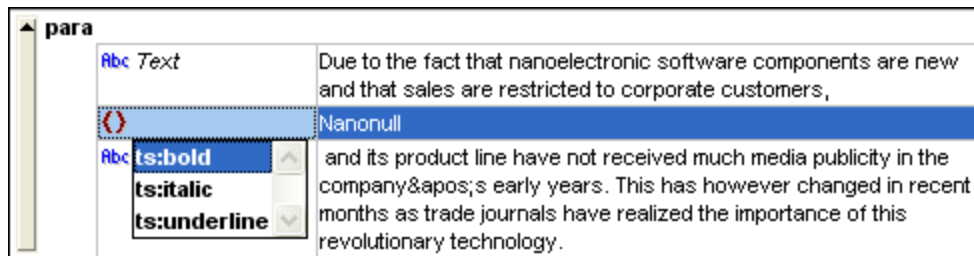 para
Abc Text
Due to the fact that nanoelectronic software components are new
and that sales are restricted to corporate customers,
{}
Nanonull
Abc
ts:bold
ts:italic
ts:underline
and its product line have not received much media publicity in the
company&apos;s early years. This has however changed in recent
months as trade journals have realized the importance of this
revolutionary technology.